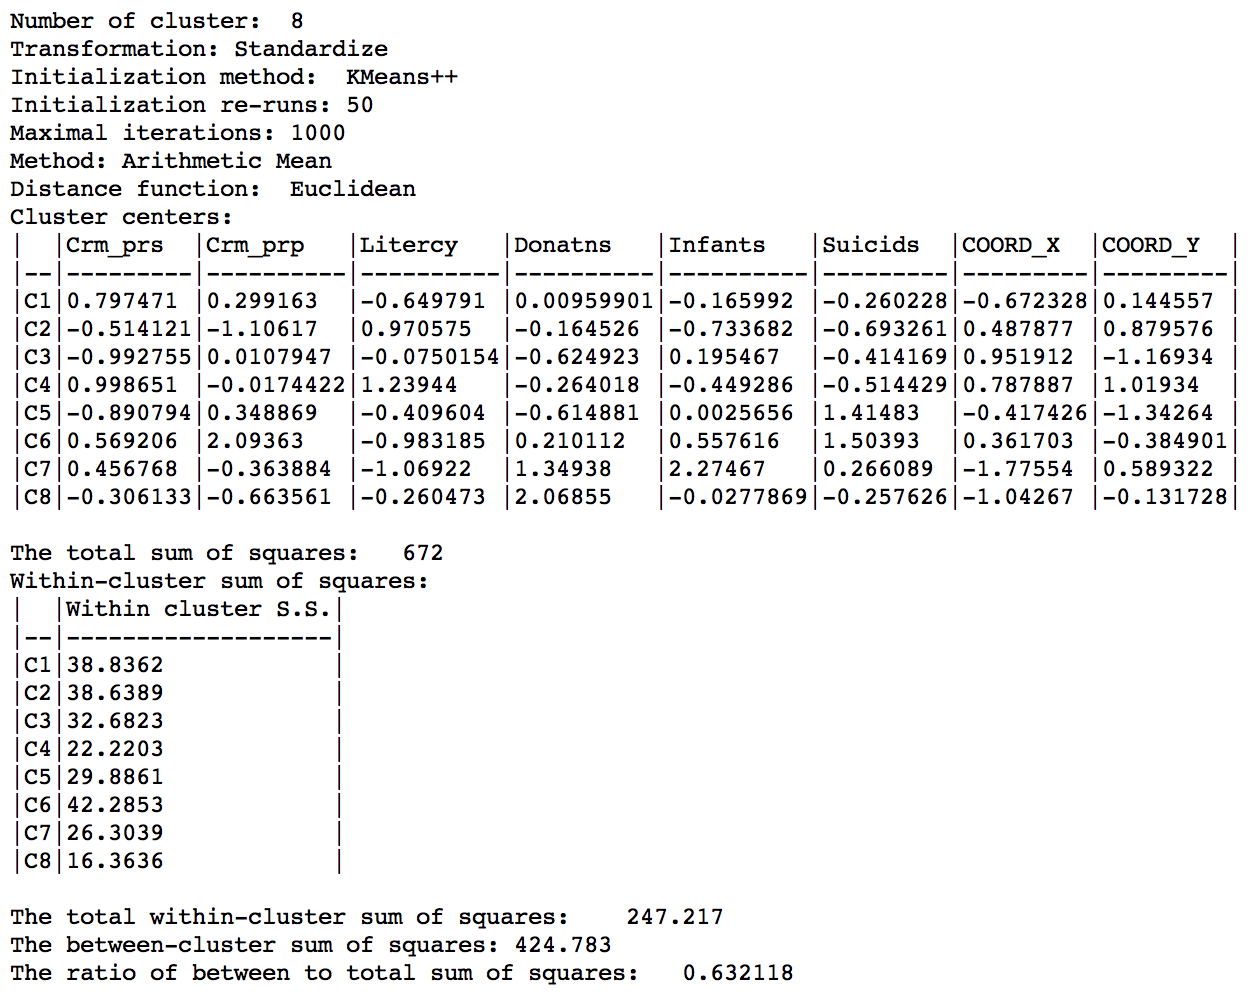 Number of cluster:  8
Transformation: Standardize
Initialization method:  KMeans++
Initialization re-runs: 50
Maximal iterations: 1000
Method: Arithmetic Mean
Distance function:  Euclidean
Cluster centers:
|  |Crm_prs  |Crm_prp   |Litercy   |Donatns   |Infants   |Suicids  |COORD_X  |COORD_Y  |
|--|---------|----------|----------|----------|----------|---------|---------|---------|
|C1|0.797471 |0.299163  |-0.649791 |0.00959901|-0.165992 |-0.260228|-0.672328|0.144557 |
|C2|-0.514121|-1.10617  |0.970575  |-0.164526 |-0.733682 |-0.693261|0.487877 |0.879576 |
|C3|-0.992755|0.0107947 |-0.0750154|-0.624923 |0.195467  |-0.414169|0.951912 |-1.16934 |
|C4|0.998651 |-0.0174422|1.23944   |-0.264018 |-0.449286 |-0.514429|0.787887 |1.01934  |
|C5|-0.890794|0.348869  |-0.409604 |-0.614881 |0.0025656 |1.41483  |-0.417426|-1.34264 |
|C6|0.569206 |2.09363   |-0.983185 |0.210112  |0.557616  |1.50393  |0.361703 |-0.384901|
|C7|0.456768 |-0.363884 |-1.06922  |1.34938   |2.27467   |0.266089 |-1.77554 |0.589322 |
|C8|-0.306133|-0.663561 |-0.260473 |2.06855   |-0.0277869|-0.257626|-1.04267 |-0.131728|
The total sum of squares:   672
Within-cluster sum of squares:
|  |Within cluster S.S.|
|--|-------------------|
|C1|38.8362            |
|C2|38.6389            |
|C3|32.6823            |
|C4|22.2203            |
|C5|29.8861            |
|C6|42.2853            |
|C7|26.3039            |
|C8|16.3636            |
The total within-cluster sum of squares:    247.217
The between-cluster sum of squares: 424.783
The ratio of between to total sum of squares:   0.632118